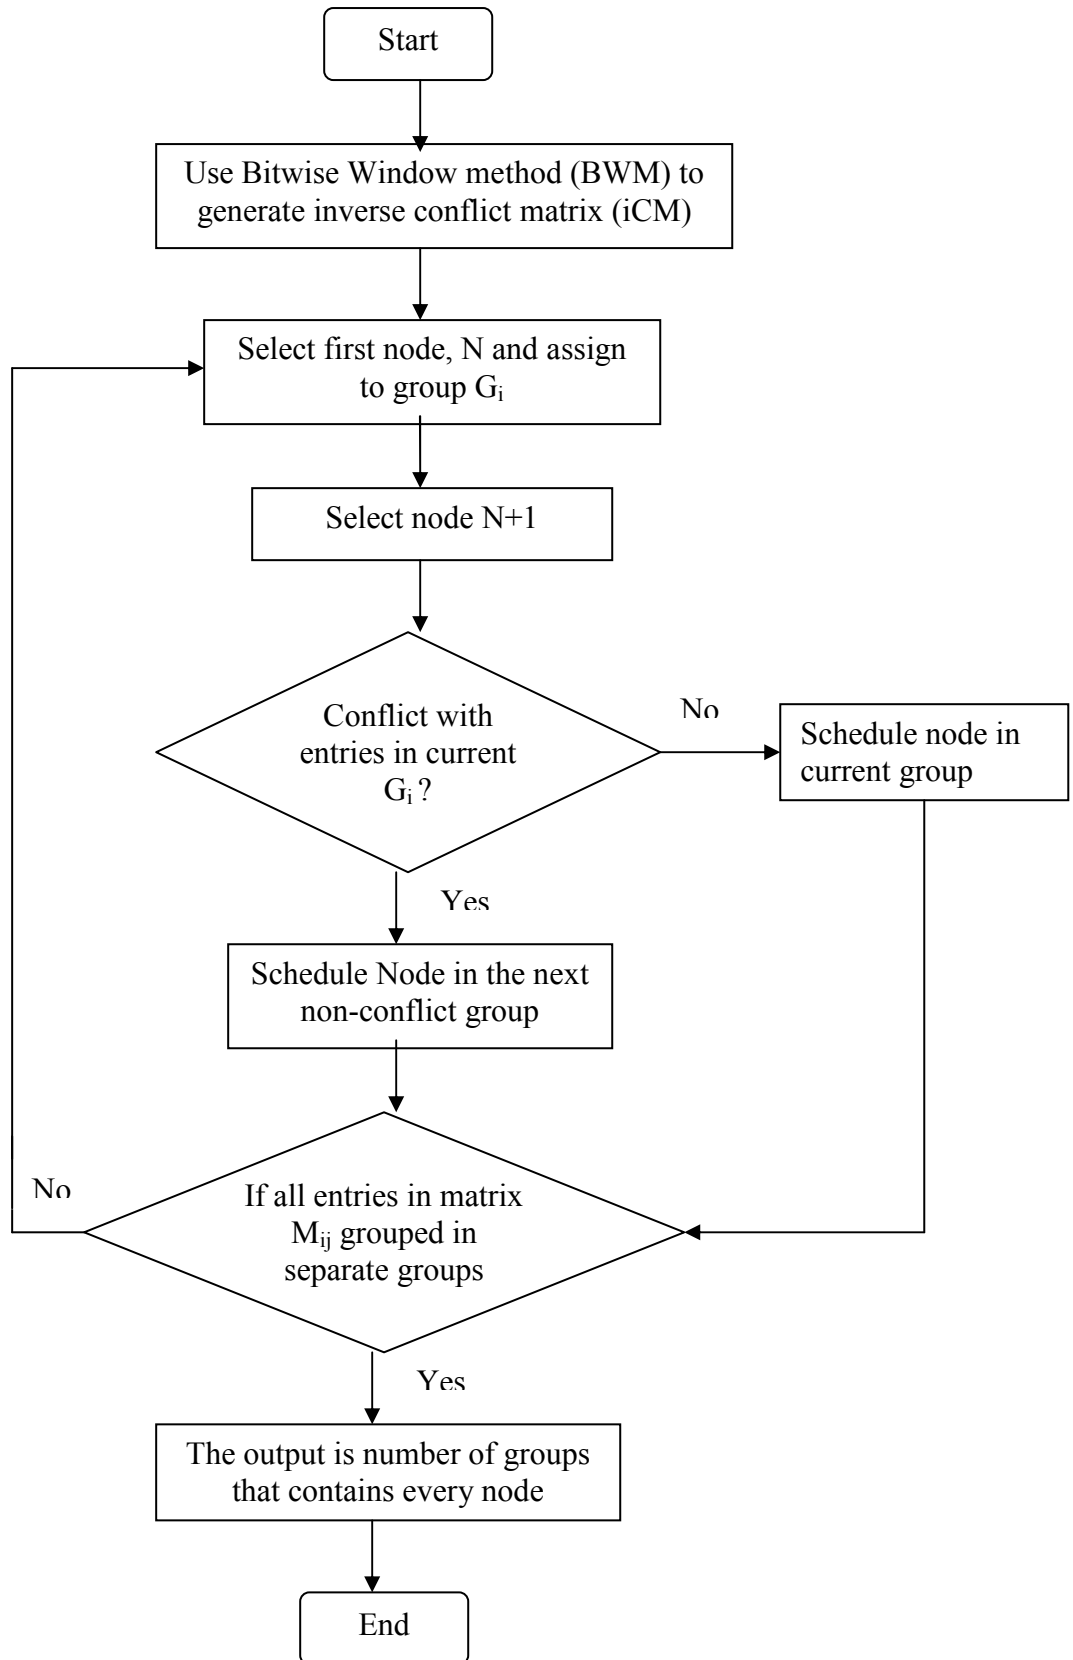 Start
Use Bitwise Window method (BWM) to
generate inverse conflict matrix (iCM)
Select first node, N and assign
to group Gi
Select node N+1
Conflict with
entries in current
Gi ?
No
Schedule node in
current group
Yes
Schedule Node in the next
non-conflict group
No
If all entries in matrix
Mij grouped in
separate groups
Yes
The output is number of groups
that contains every node
End